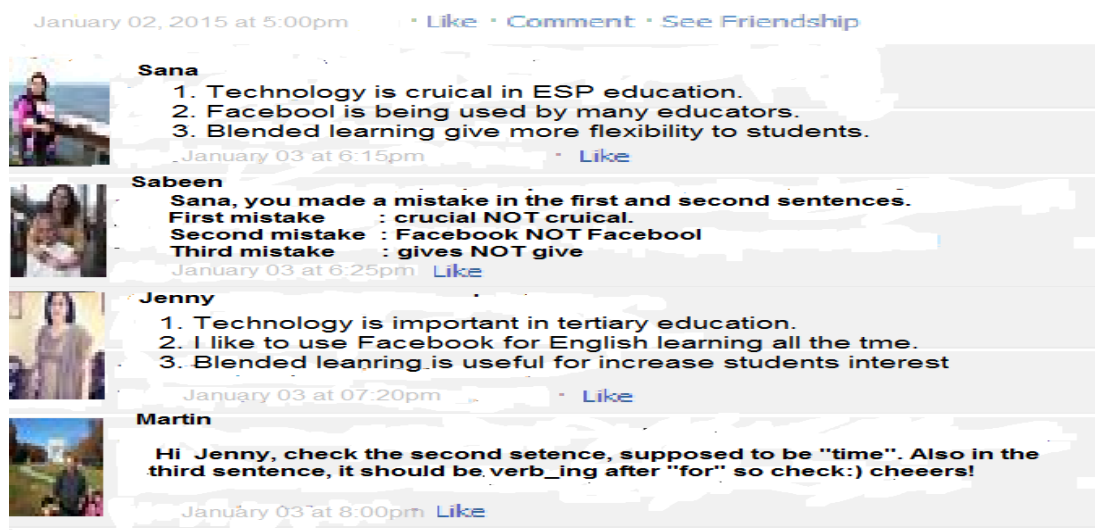 January 02, 2015 at 5:00pm · Like · Comment · See Friendship
Sana
1. Technology is cruical in ESP education.
2. Facebool is being used by many educators.
3. Blended learning give more flexibility to students.
January 03 at 6:15pm · Like
Sabeen
Sana, you made a mistake in the first and second sentences.
First mistake : crucial NOT cruical.
Second mistake : Facebook NOT Facebool
Third mistake : gives NOT give
January 03 at 6:25pm Like
Jenny
1. Technology is important in tertiary education.
2. I like to use Facebook for English learning all the tme.
3. Blended leanring is useful for increase students interest
January 03 at 07:20pm · Like
Martin
Hi Jenny, check the second setence, supposed to be "time". Also in the
third sentence, it should be verb_ing after "for" so check:) cheeers!
January 03 at 8:00pm Like